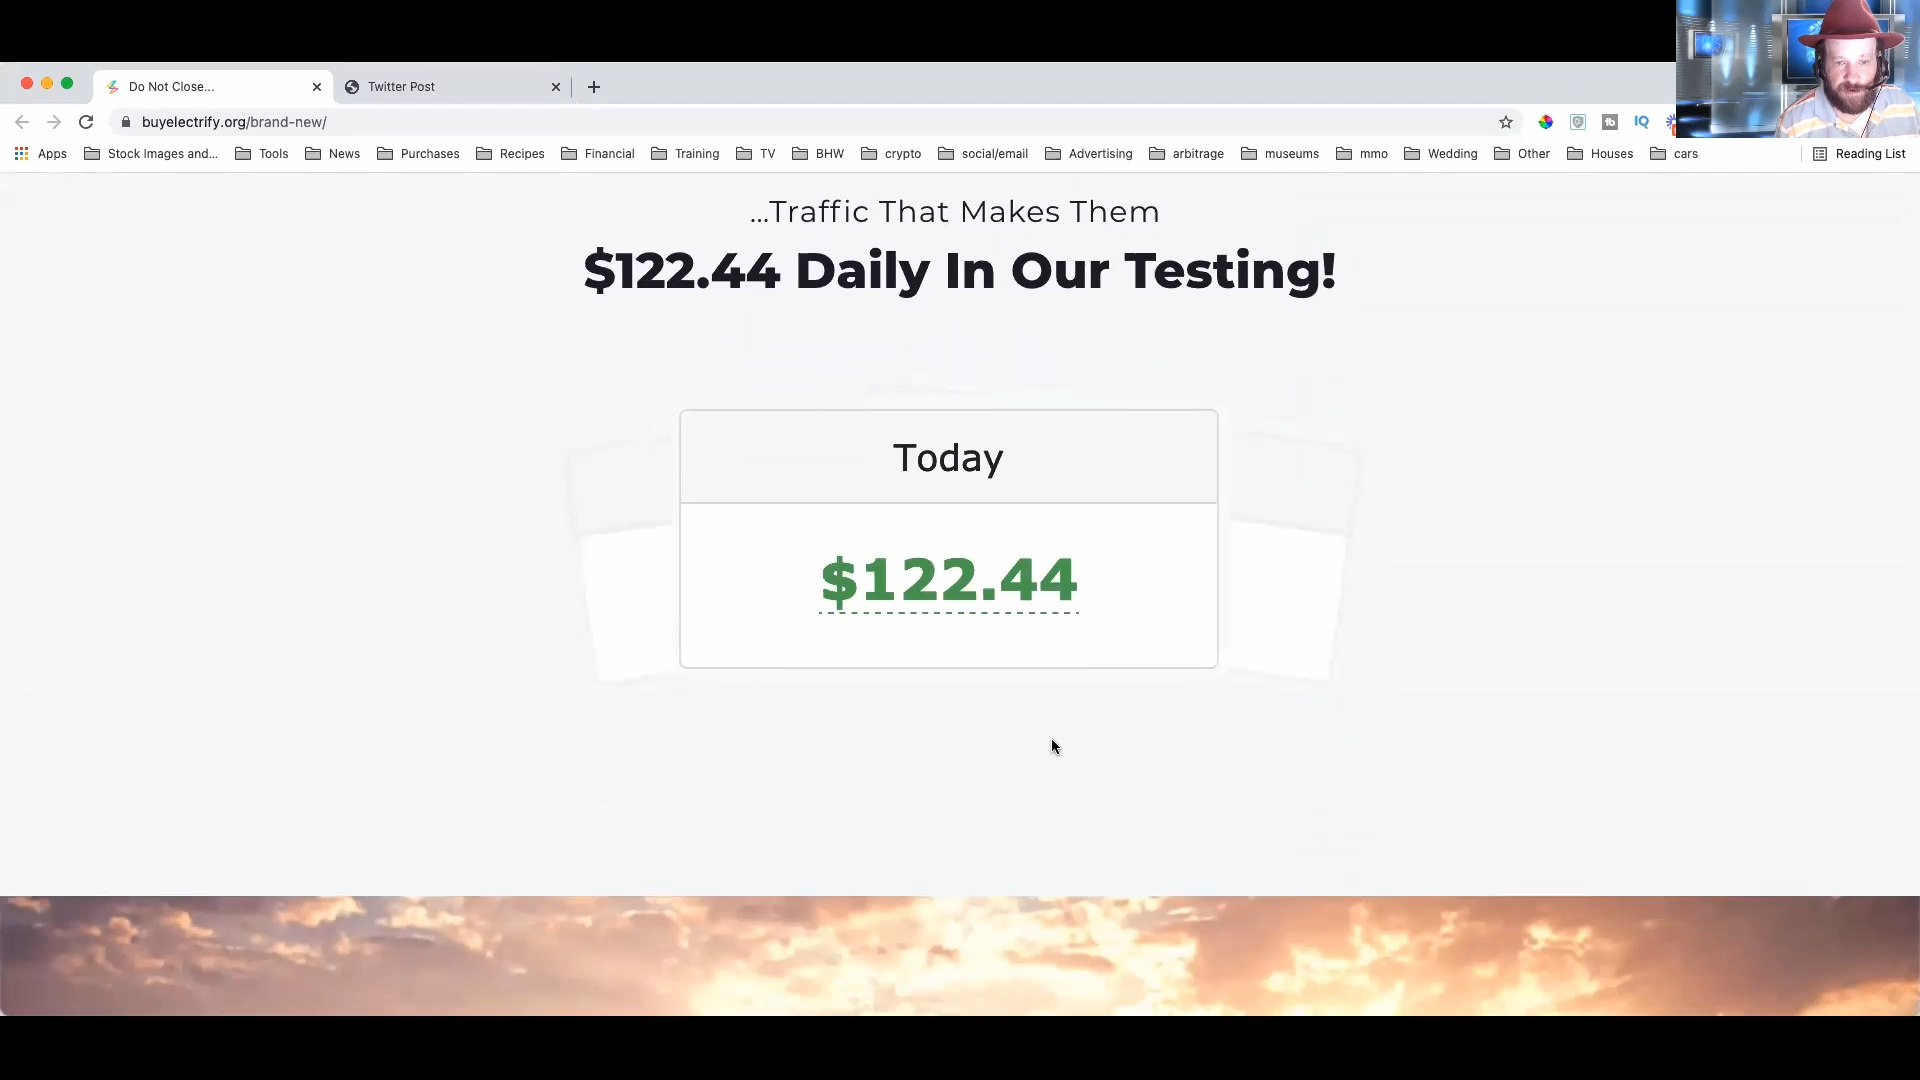 Do Not Close...
Twitter Post
buyelectrify.org/brand-new/
Apps
Stock Images and...
Tools
News
Purchases
Recipes
Financial
Training
TV
BHW
crypto
social/email
Advertising
arbitrage
museums
mmo
Wedding
Other
Houses
cars
Reading List
...Traffic That Makes Them
$122.44 Daily In Our Testing!
Today
$122.44